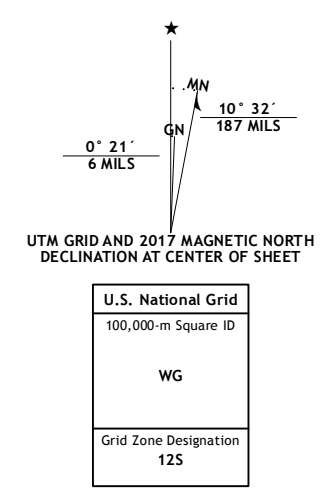 MN
10° 32´
187 MILS
GN
0° 21´
6 MILS
UTM GRID AND 2017 MAGNETIC NORTH
DECLINATION AT CENTER OF SHEET
U.S. National Grid
100,000-m Square ID
WG
Grid Zone Designation
12S